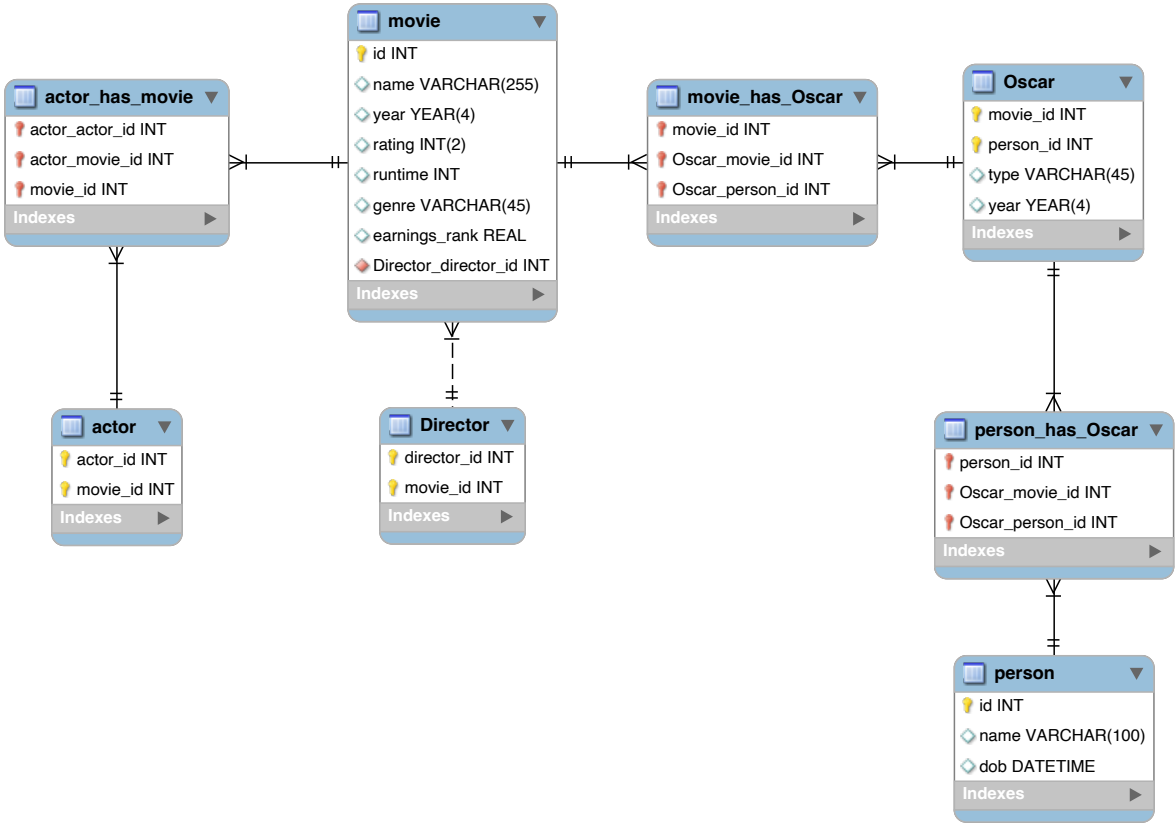 movie
id INT
name VARCHAR(255)
year YEAR(4)
rating INT(2)
runtime INT
genre VARCHAR(45)
earnings_rank REAL
Director_director_id INT
Indexes
actor_has_movie
actor_actor_id INT
actor_movie_id INT
movie_id INT
Indexes
movie_has_Oscar
movie_id INT
Oscar_movie_id INT
Oscar_person_id INT
Indexes
Oscar
movie_id INT
person_id INT
type VARCHAR(45)
year YEAR(4)
Indexes
actor
actor_id INT
movie_id INT
Indexes
Director
director_id INT
movie_id INT
Indexes
person_has_Oscar
person_id INT
Oscar_movie_id INT
Oscar_person_id INT
Indexes
person
id INT
name VARCHAR(100)
dob DATETIME
Indexes